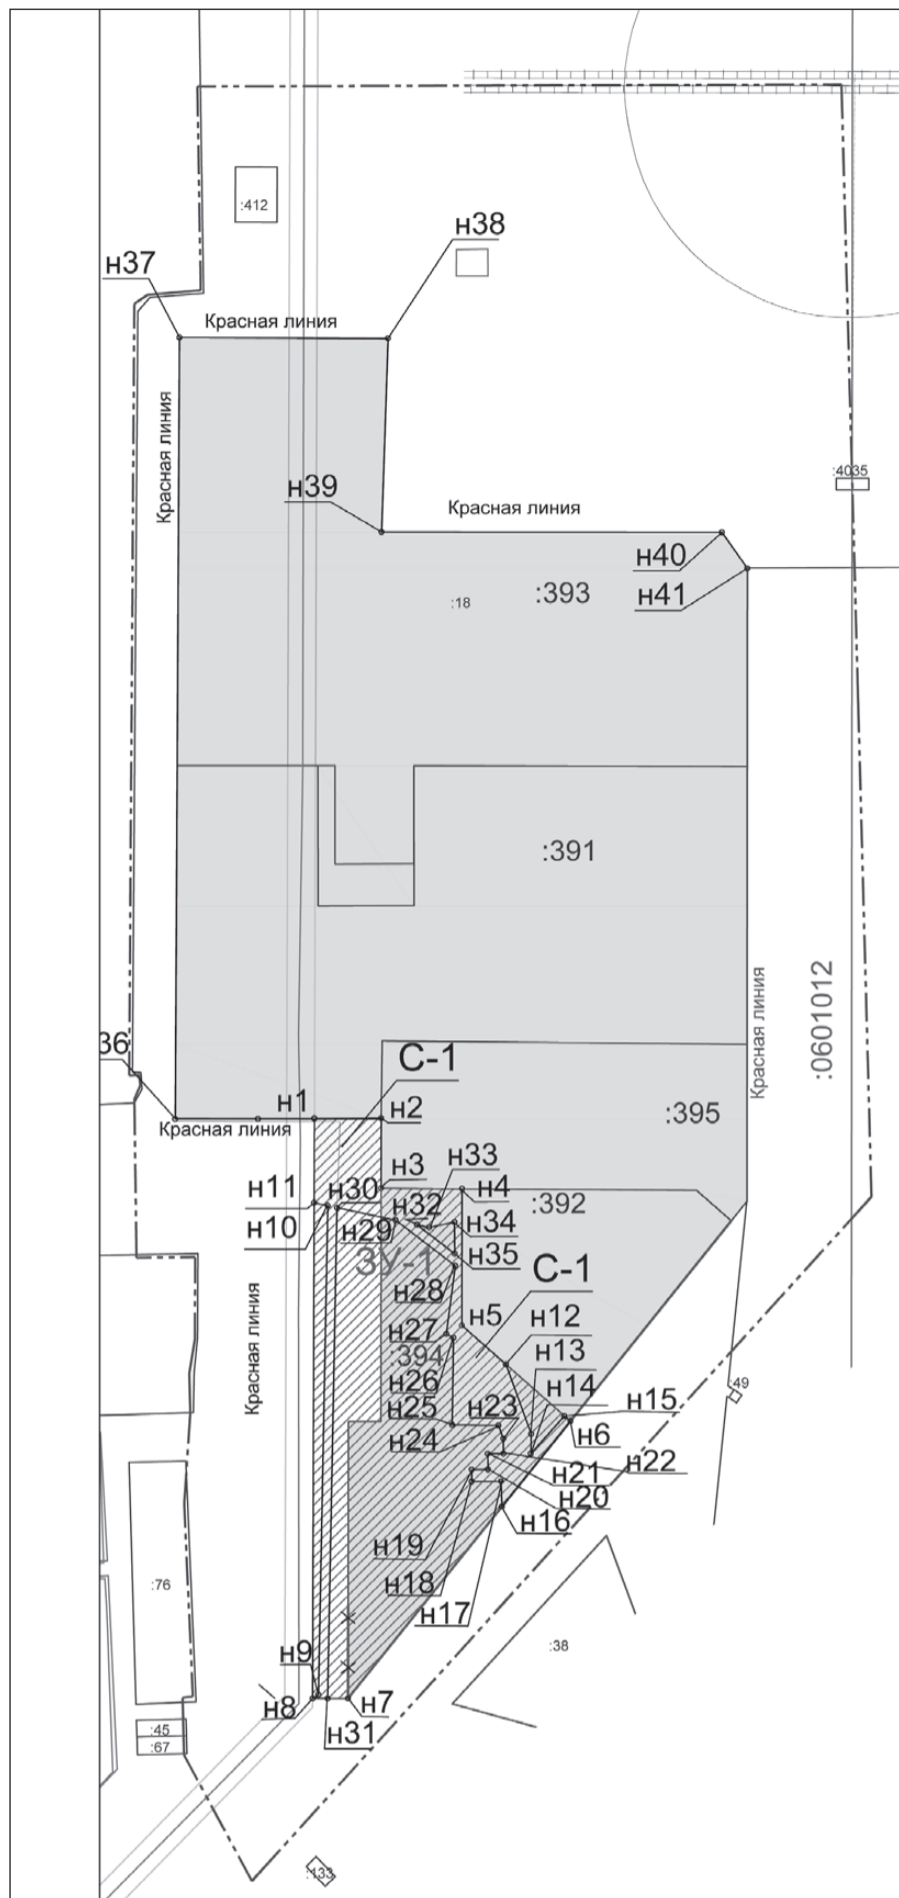 :412
н38
н37
Красная линия
Красная линия
:4035
н39
Красная линия
н40
:393
н41
:18
:391
:0601012
Красная линия
36
С-1
н1
н2
:395
Красная линия
н33
н3
н11
н30
н4
н32
:392
н10
н29
н34
ЗУ-1
н35
С-1
н28
н5
Красная линия
н27
н12
:394
н13
н26
н14
:49
н25
н23
н15
н24
н6
н21
н22
н20
н19
н16
н18
:76
н17
:38
н9
н8
н7
:45
н31
:67
:133